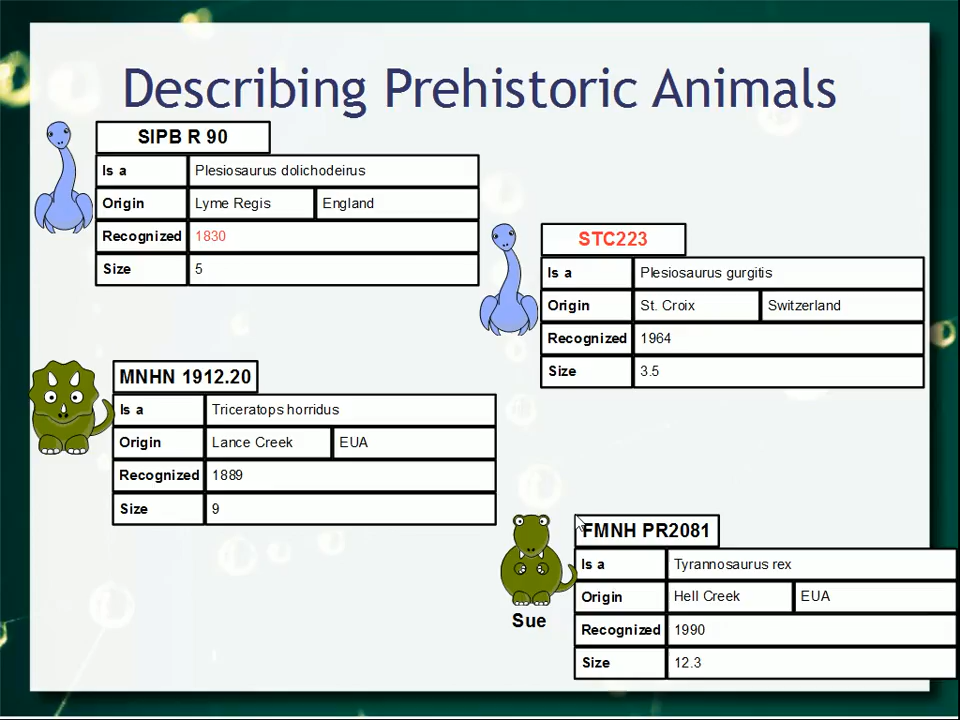 Describing Prehistoric Animals
SIPB R 90
Is a Plesiosaurus dolichodeirus
Origin Lyme Regis England
Recognized 1830
Size 5
STC223
Is a Plesiosaurus gurgitis
Origin St. Croix Switzerland
Recognized 1964
Size 3.5
MNHN 1912.20
Is a Triceratops horridus
Origin Lance Creek EUA
Recognized 1889
Size 9
FMNH PR2081
Is a Tyrannosaurus rex
Origin Hell Creek EUA
Recognized 1990
Size 12.3
Sue